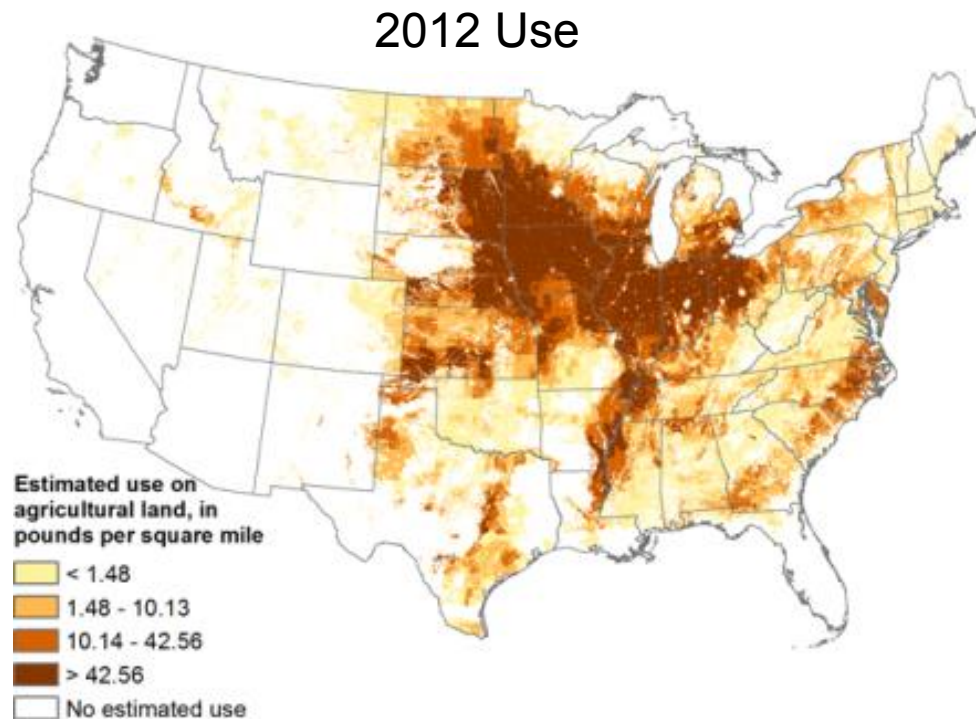 2012 Use
Estimated use on
agricultural land, in
pounds per square mile
< 1.48
1.48 - 10.13
10.14 - 42.56
> 42.56
No estimated use